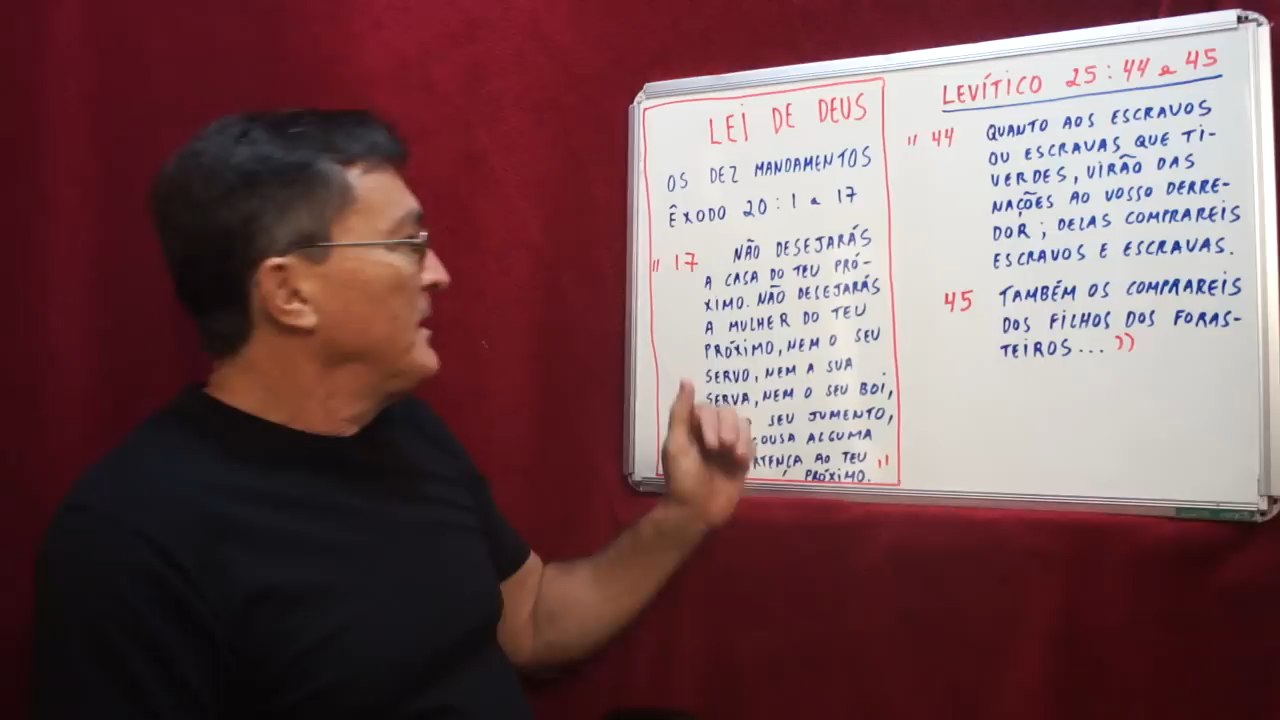 LEI DE DEUS
OS DEZ MANDAMENTOS
ÊXODO 20 : 1 a 17
" 17 NÃO DESEJARÁS
A CASA DO TEU PRÓ-
XIMO. NÃO DESEJARÁS
A MULHER DO TEU
PRÓXIMO, NEM O SEU
SERVO, NEM A SUA
SERVA, NEM O SEU BOI,
SEU JUMENTO,
COUSA ALGUMA
RTENÇA AO TEU
PRÓXIMO. "
LEVÍTICO 25 : 44 e 45
" 44 QUANTO AOS ESCRAVOS
OU ESCRAVAS QUE TI-
VERDES, VIRÃO DAS
NAÇÕES AO VOSSO DERRE-
DOR ; DELAS COMPRAREIS
ESCRAVOS E ESCRAVAS.
45 TAMBÉM OS COMPRAREIS
DOS FILHOS DOS FORAS-
TEIROS... "